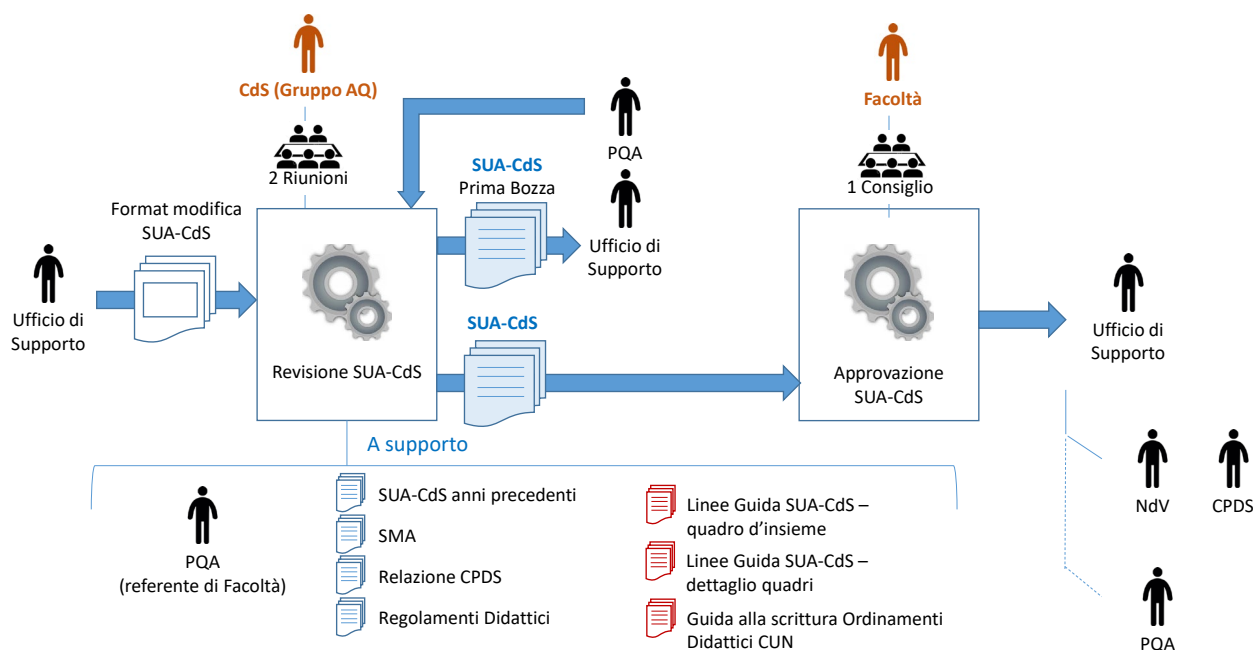 CdS (Gruppo AQ)
2 Riunioni
Facoltà
1 Consiglio
PQA
SUA-CdS
Prima Bozza
Ufficio di
Supporto
Format modifica
SUA-CdS
Ufficio di
Supporto
Revisione SUA-CdS
SUA-CdS
Approvazione
SUA-CdS
Ufficio di
Supporto
A supporto
PQA
(referente di Facoltà)
SUA-CdS anni precedenti
SMA
Relazione CPDS
Regolamenti Didattici
Linee Guida SUA-CdS –
quadro d'insieme
Linee Guida SUA-CdS –
dettaglio quadri
Guida alla scrittura Ordinamenti
Didattici CUN
NdV
CPDS
PQA